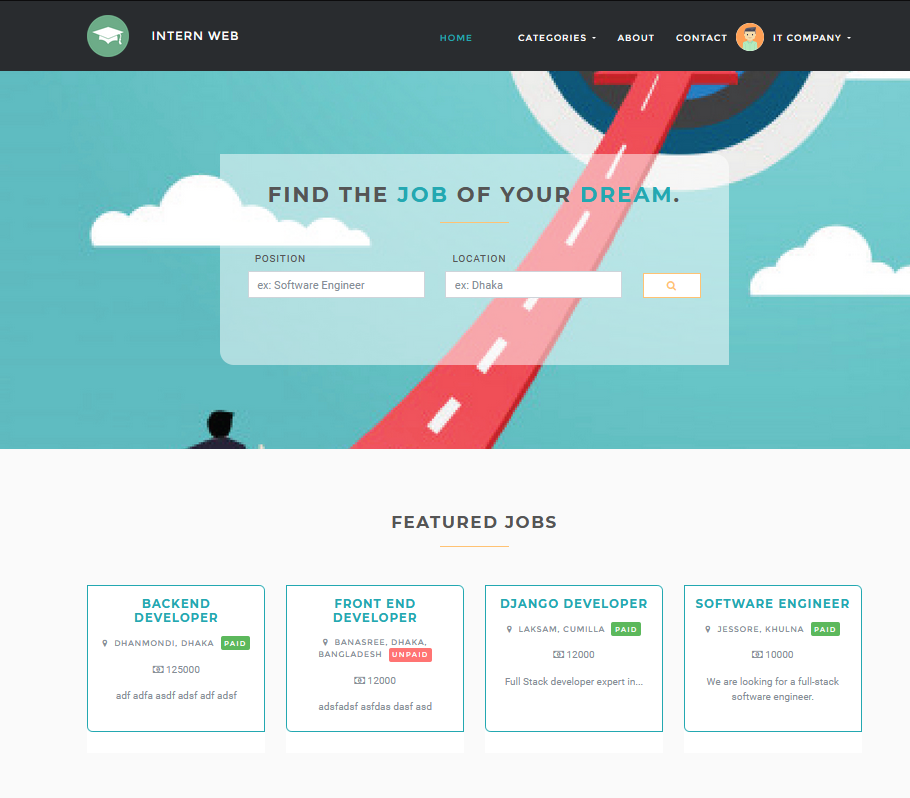 INTERN WEB
HOME
CATEGORIES
ABOUT
CONTACT
IT COMPANY
FIND THE JOB OF YOUR DREAM.
POSITION
LOCATION
ex: Software Engineer
ex: Dhaka
FEATURED JOBS
BACKEND
DEVELOPER
DHANMONDI, DHAKA PAID
125000
adf adfa asdf adsf adf adsf
FRONT END
DEVELOPER
BANASREE, DHAKA,
BANGLADESH UNPAID
12000
adsfadsf asfdas dasf asd
DJANGO DEVELOPER
LAKSAM, CUMILLA PAID
12000
Full Stack developer expert in...
SOFTWARE ENGINEER
JESSORE, KHULNA PAID
10000
We are looking for a full-stack
software engineer.